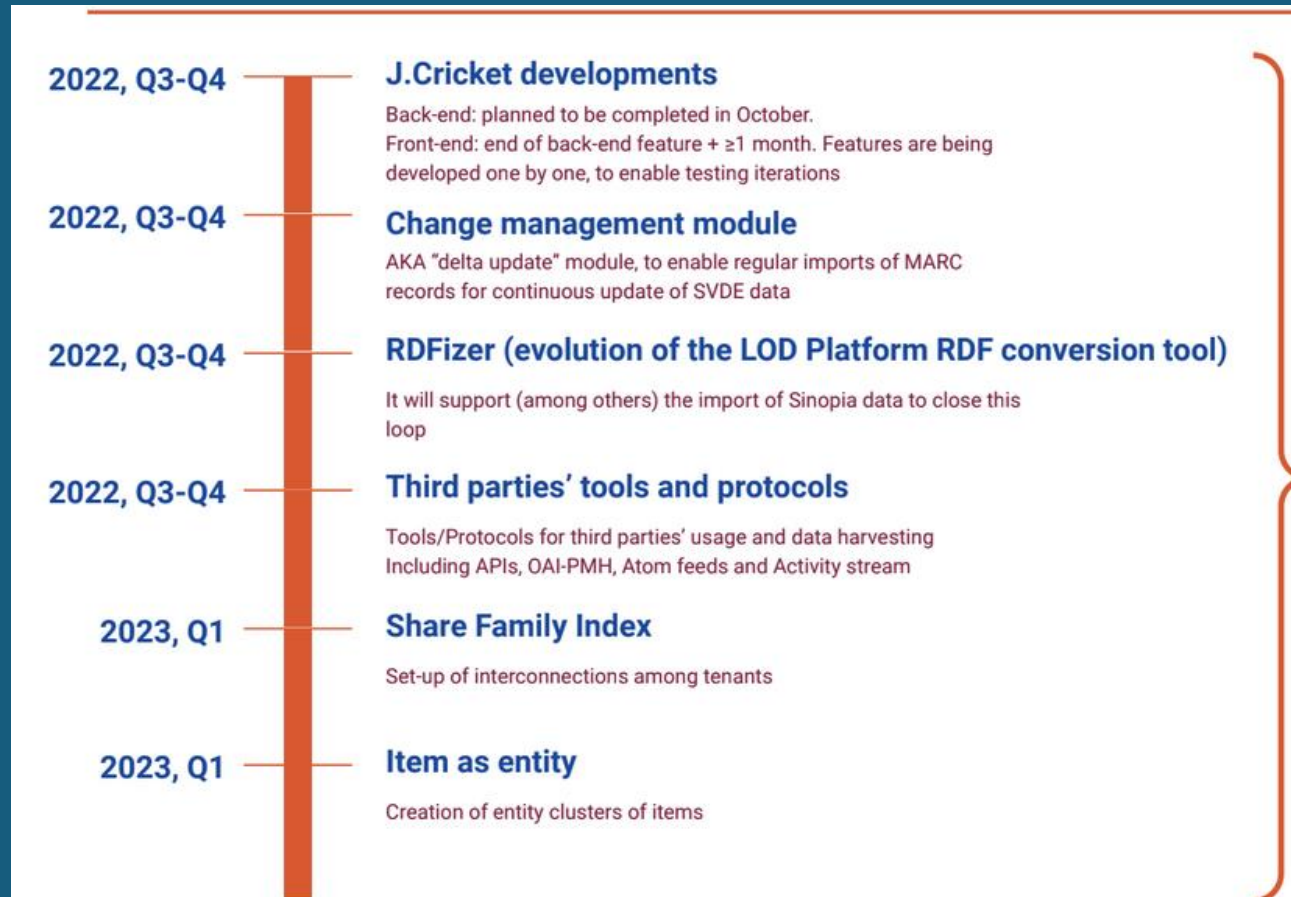 2022, Q3-Q4
J.Cricket developments
Back-end: planned to be completed in October.
Front-end: end of back-end feature + ≥1 month. Features are being
developed one by one, to enable testing iterations
2022, Q3-Q4
Change management module
AKA “delta update” module, to enable regular imports of MARC
records for continuous update of SVDE data
2022, Q3-Q4
RDFizer (evolution of the LOD Platform RDF conversion tool)
It will support (among others) the import of Sinopia data to close this
loop
2022, Q3-Q4
Third parties’ tools and protocols
Tools/Protocols for third parties’ usage and data harvesting
Including APIs, OAI-PMH, Atom feeds and Activity stream
2023, Q1
Share Family Index
Set-up of interconnections among tenants
2023, Q1
Item as entity
Creation of entity clusters of items